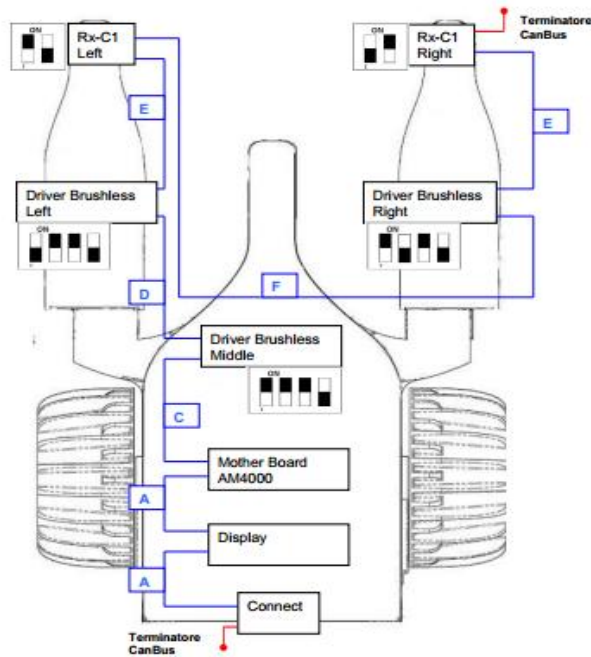 Terminatore
CanBus
ON
Rx-C1
Left
ON
Rx-C1
Right
E
E
Driver Brushless
Left
Driver Brushless
Right
ON
ON
D
F
Driver Brushless
Middle
ON
C
Mother Board
AM4000
A
Display
A
Connect
Terminatore
CanBus